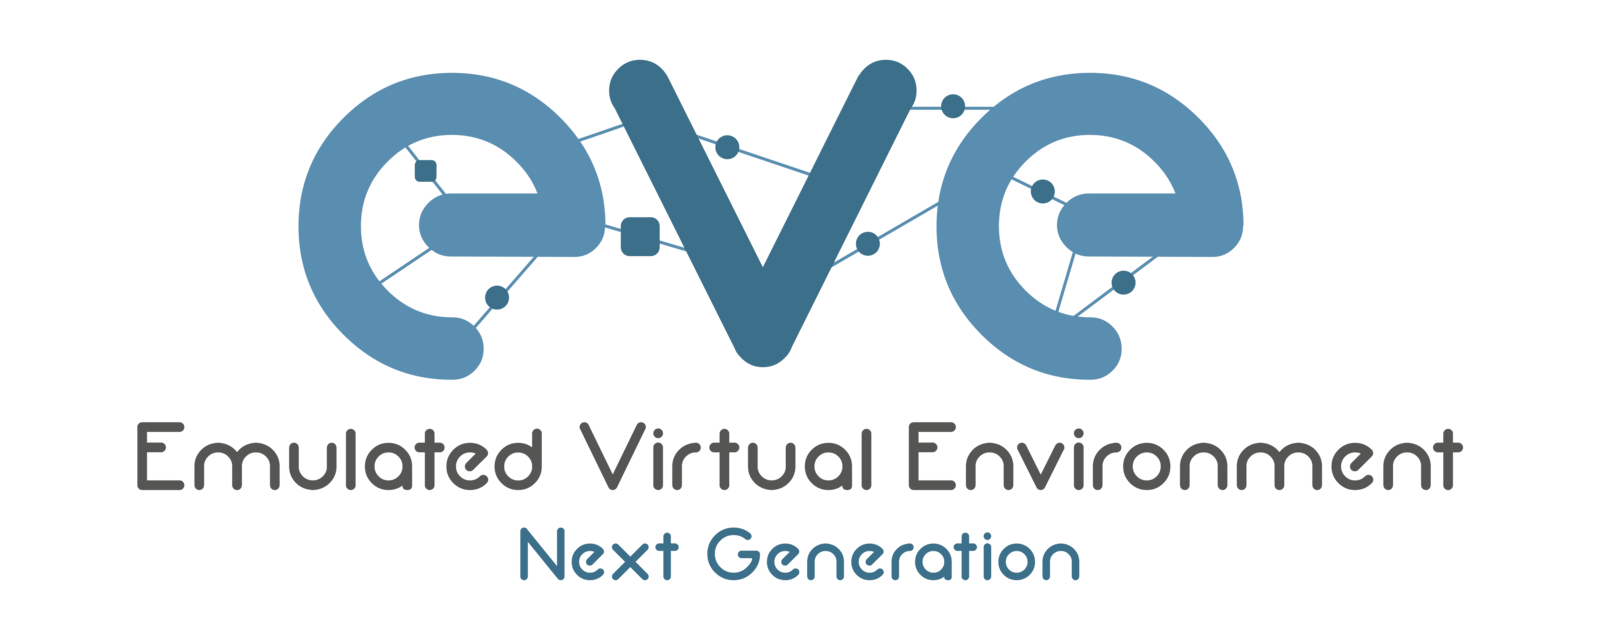 eve
Emulated Virtual Environment
Next Generation